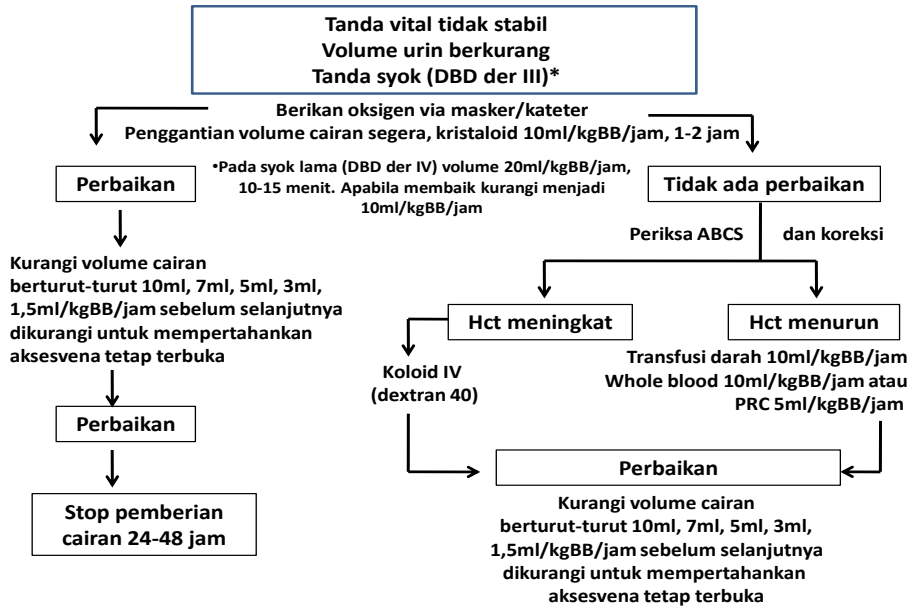 Tanda vital tidak stabil
Volume urin berkurang
Tanda syok (DBD der III)*
Berikan oksigen via masker/kateter
Penggantian volume cairan segera, kristaloid 10ml/kgBB/jam, 1-2 jam
Perbaikan
•Pada syok lama (DBD der IV) volume 20ml/kgBB/jam,
10-15 menit. Apabila membaik kurangi menjadi
10ml/kgBB/jam
Tidak ada perbaikan
Periksa ABCS dan koreksi
Kurangi volume cairan
berturut-turut 10ml, 7ml, 5ml, 3ml,
1,5ml/kgBB/jam sebelum selanjutnya
dikurangi untuk mempertahankan
aksesvena tetap terbuka
Hct meningkat
Hct menurun
Koloid IV
(dextran 40)
Transfusi darah 10ml/kgBB/jam
Whole blood 10ml/kgBB/jam atau
PRC 5ml/kgBB/jam
Perbaikan
Stop pemberian
cairan 24-48 jam
Perbaikan
Kurangi volume cairan
berturut-turut 10ml, 7ml, 5ml, 3ml,
1,5ml/kgBB/jam sebelum selanjutnya
dikurangi untuk mempertahankan
aksesvena tetap terbuka